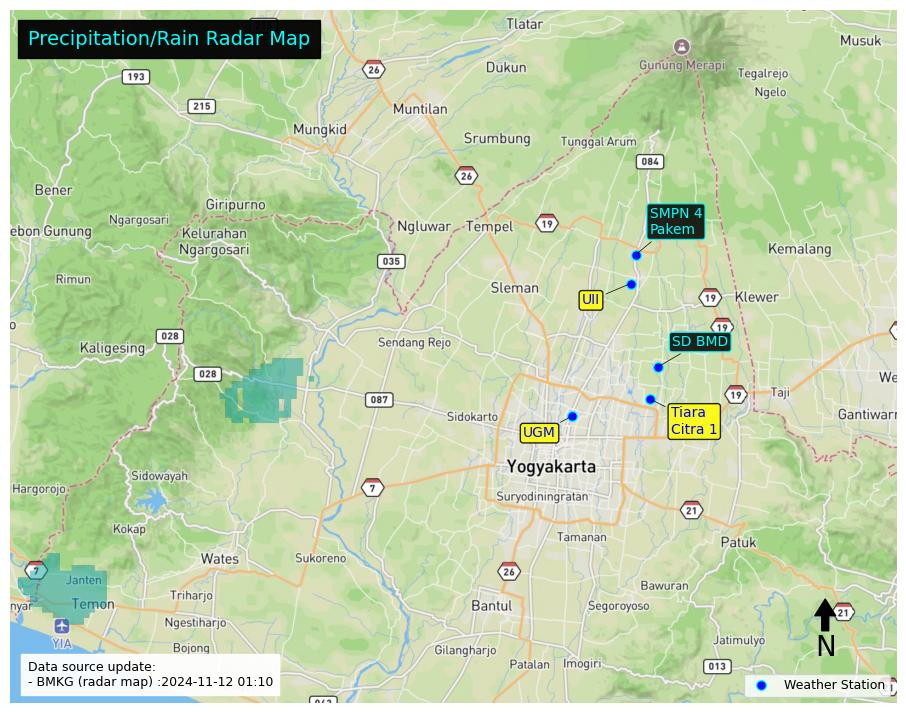 Precipitation/Rain Radar Map
Tlatar
Musuk
26
193
Dukun
Gunung Merapi
Tegalrejo
Ngelo
215
Muntilan
Mungkid
Srumbung
Tunggal Arum
084
26
Bener
Giripurno
Ngargosari
ebon Gunung
Kelurahan
Ngargosari
Ngluwar
Tempel
19
SMPN 4
Pakem
Kemalang
035
Rimun
Sleman
UII
19
Klewer
19
028
Kaligesing
Sendang Rejo
SD BMD
028
We
087
19
Taji
Sidokarto
Tiara
Citra 1
Gantiwarn
UGM
Yogyakarta
Sidowayah
Hargorojo
7
Suryodiningratan
21
Kokap
Tamanan
Patuk
Wates
Sukoreno
7
Janten
26
Bawuran
nyar
Temon
Triharjo
Bantul
Segoroyoso
21
Ngestiharjo
YIA
N
Bojong
Gilangharjo
Jatimulyo
Patalan
Imogiri
013
Data source update:
- BMKG (radar map) :2024-11-12 01:10
Weather Station